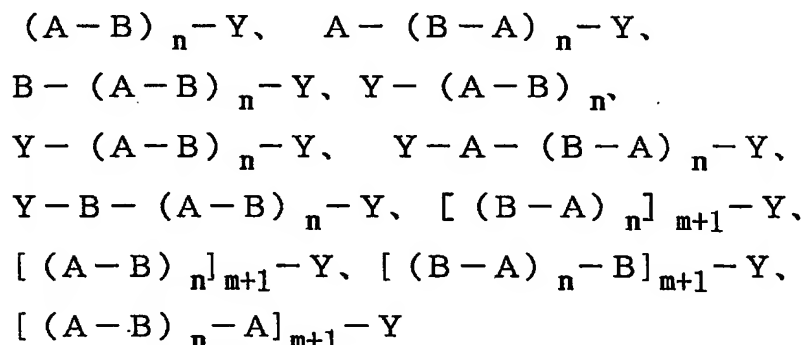 (A-B)n-Y、 A-(B-A)n-Y、
B-(A-B)n-Y、Y-(A-B)n、
Y-(A-B)n-Y、 Y-A-(B-A)n-Y、
Y-B-(A-B)n-Y、[(B-A)n]m+1-Y、
[(A-B)n]m+1-Y、[(B-A)n-B]m+1-Y、
[(A-B)n-A]m+1-Y